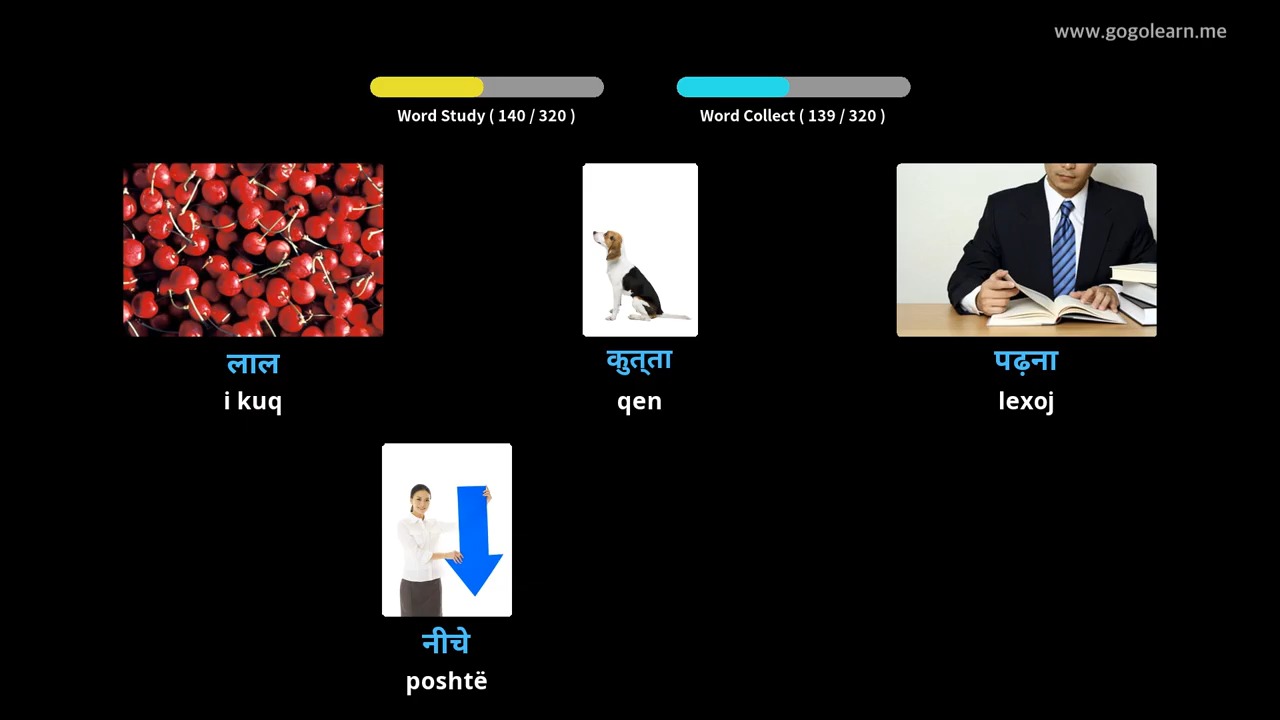 www.gogolearn.me
Word Study ( 140 / 320 )
Word Collect ( 139 / 320 )
लाल
i kuq
कुत्ता
qen
पढ़ना
lexoj
नीचे
poshtë